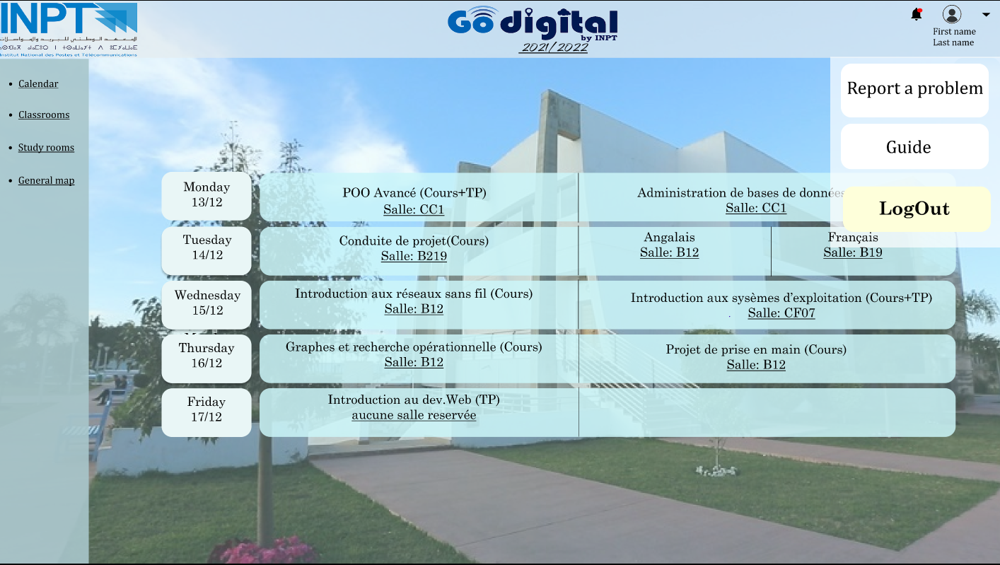 INPT
المعهد الوطني للبريد والمواصلات
Institut National des Postes et Télécommunications
Go digital
by INPT
2021/2022
First name
Last name
Calendar
Classrooms
Study rooms
General map
Report a problem
Guide
LogOut
Monday
13/12
POO Avancé (Cours+TP)
Salle: CC1
Administration de bases de données
Salle: CC1
Tuesday
14/12
Conduite de projet(Cours)
Salle: B219
Angalais
Salle: B12
Français
Salle: B19
Wednesday
15/12
Introduction aux réseaux sans fil (Cours)
Salle: B12
Introduction aux sysèmes d'exploitation (Cours+TP)
Salle: CF07
Thursday
16/12
Graphes et recherche opérationnelle (Cours)
Salle: B12
Projet de prise en main (Cours)
Salle: B12
Friday
17/12
Introduction au dev.Web (TP)
aucune salle reservée